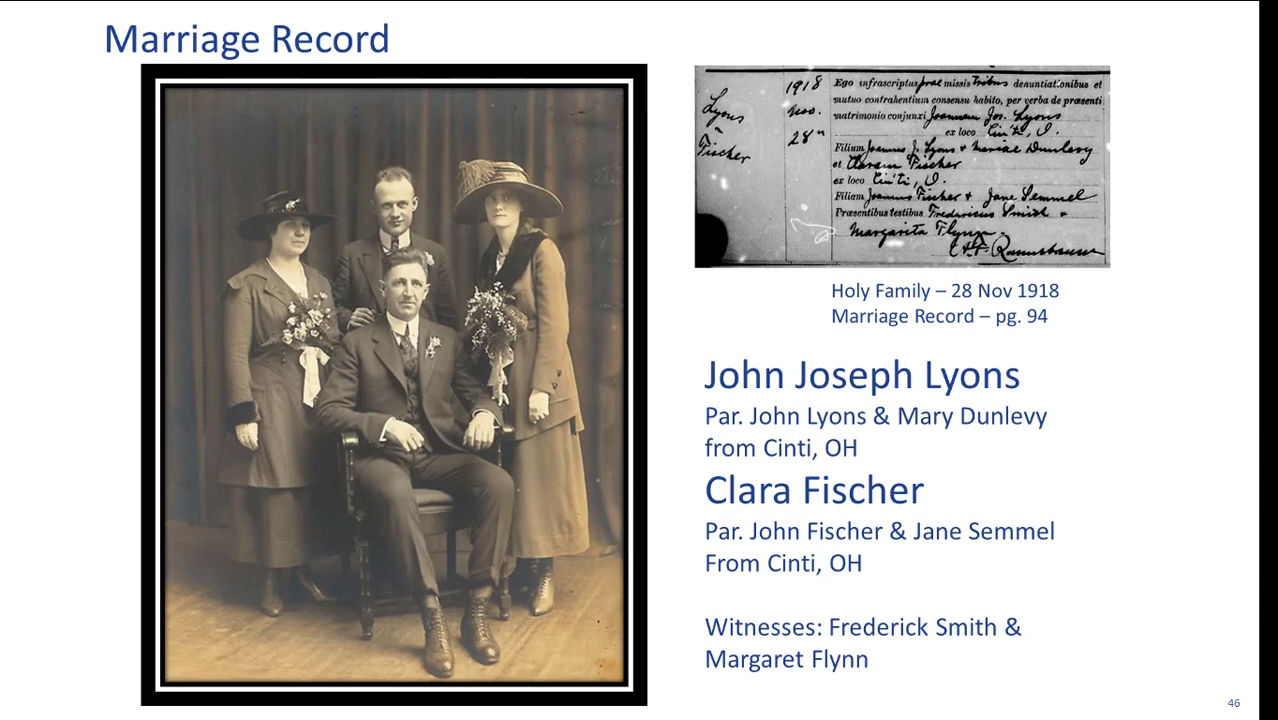 Marriage Record
Lyons
"
Fischer
1918
Nov.
28"
Ego infrascriptus prae missis tribus denuntiationibus et
mutuo contrahentium consensu habito, per verba de praesenti
matrimonio conjunxi Joannem Jos. Lyons
ex loco Cin'ti, O.
Filium Joannis J. Lyons + Mariae Dunlevy
et Claram Fischer
ex loco Cin'ti, O.
Filiam Joannis Fischer + Jane Semmel
Praesentibus testibus Fredericus Smith +
Margarita Flynn
Holy Family – 28 Nov 1918
Marriage Record – pg. 94
John Joseph Lyons
Par. John Lyons & Mary Dunlevy
from Cinti, OH
Clara Fischer
Par. John Fischer & Jane Semmel
From Cinti, OH
Witnesses: Frederick Smith &
Margaret Flynn
46